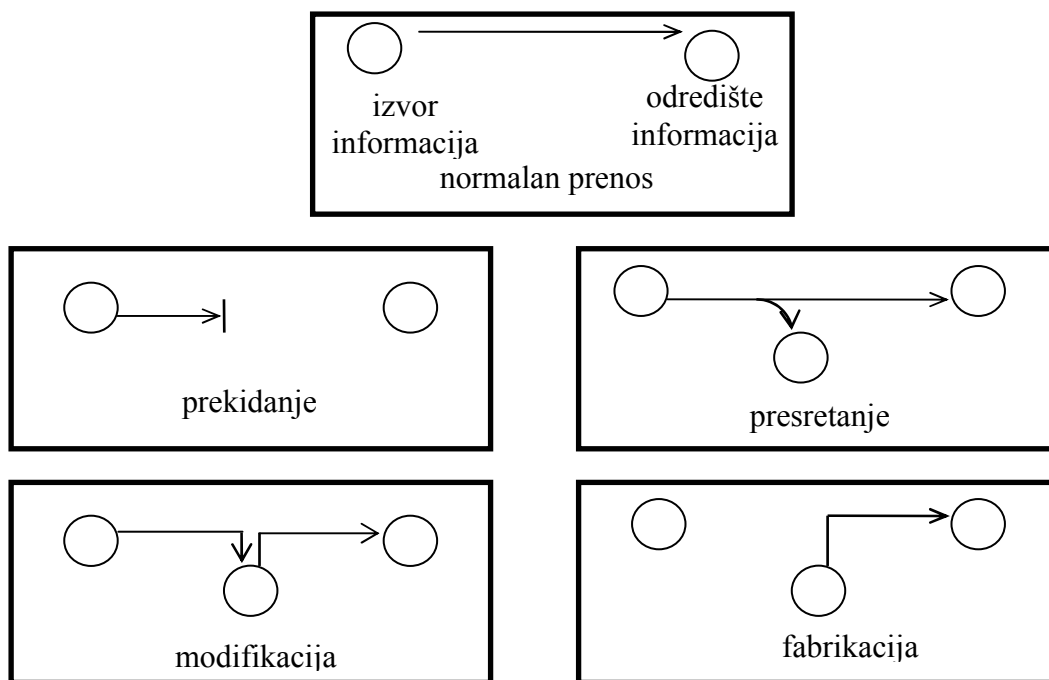 izvor
informacija
odredište
informacija
normalan prenos
prekidanje
presretanje
modifikacija
fabrikacija